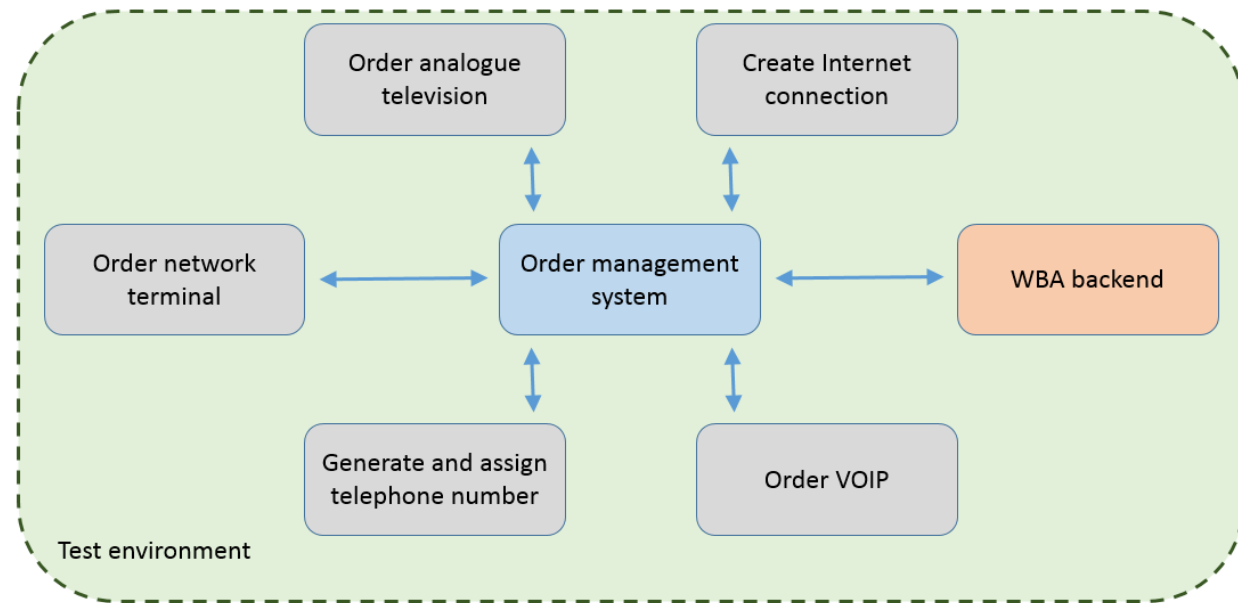 Order analogue
television
Create Internet
connection
Order network
terminal
Order management
system
WBA backend
Generate and assign
telephone number
Order VOIP
Test environment